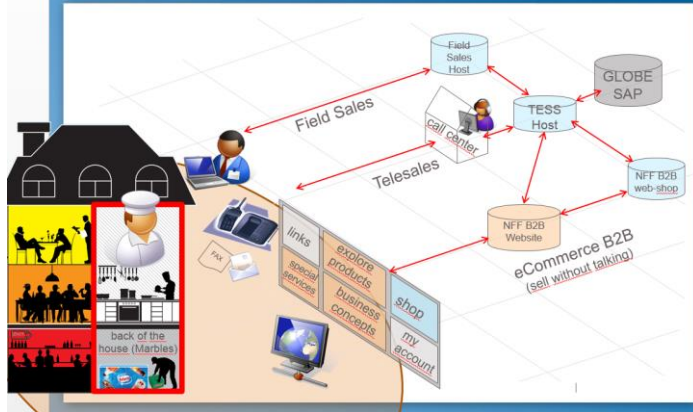 Field
Sales
Host
GLOBE
SAP
TESS
Host
Field Sales
call center
Telesales
NFF B2B
web-shop
NFF B2B
Website
eCommerce B2B
(sell without talking)
FAX
links
explore
products
shop
special
services
business
concepts
my
account
back of the
house (Marbles)